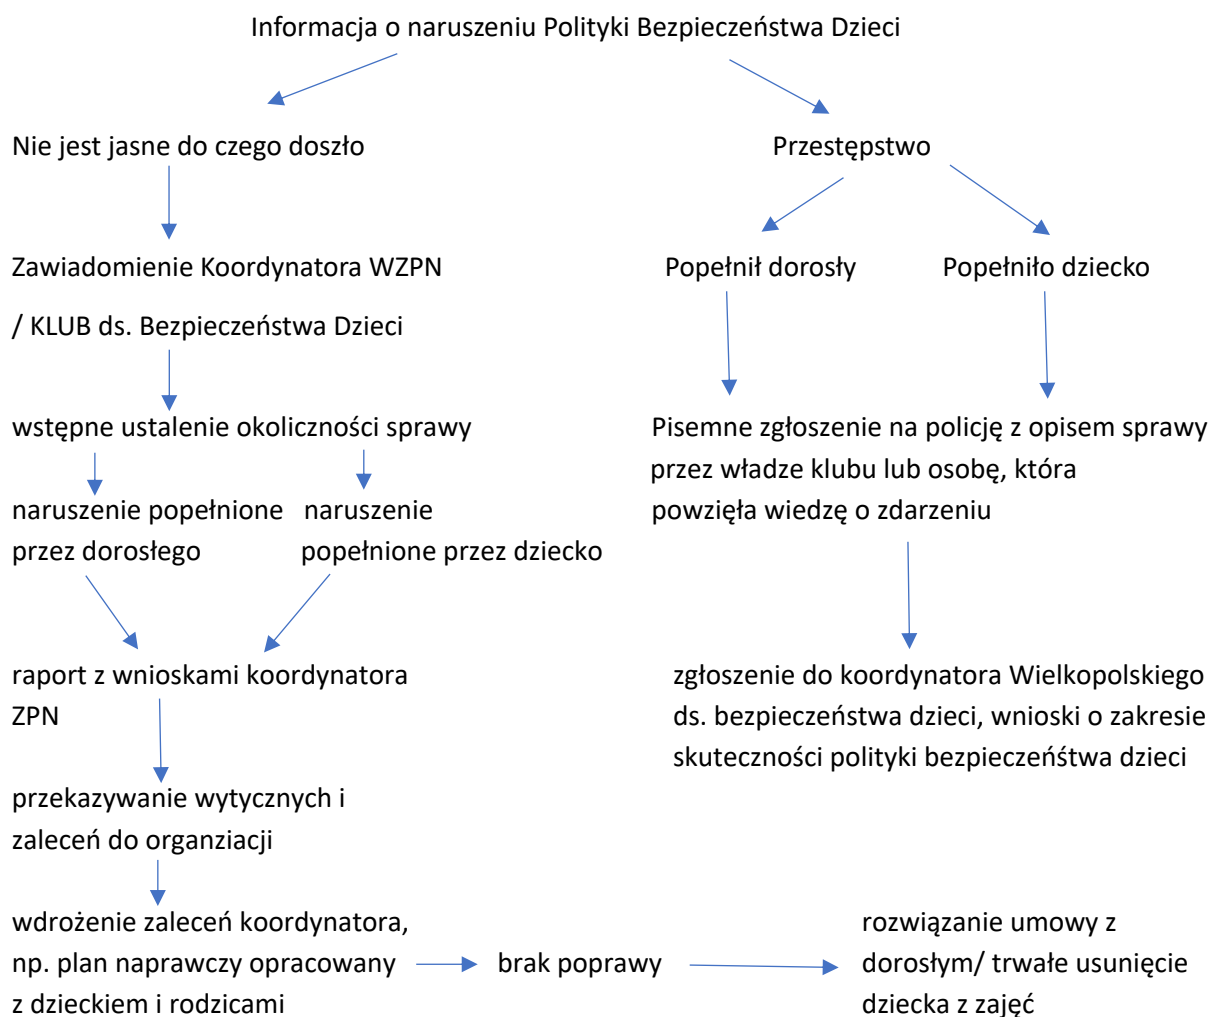 Informacja o naruszeniu Polityki Bezpieczeństwa Dzieci
Nie jest jasne do czego doszło
Przestępstwo
Zawiadomienie Koordynatora WZPN
/ KLUB ds. Bezpieczeństwa Dzieci
Popełnił dorosły
Popełniło dziecko
wstępne ustalenie okoliczności sprawy
naruszenie popełnione
przez dorosłego
naruszenie
popełnione przez dziecko
Pisemne zgłoszenie na policję z opisem sprawy
przez władze klubu lub osobę, która
powzięła wiedzę o zdarzeniu
raport z wnioskami koordynatora
ZPN
zgłoszenie do koordynatora Wielkopolskiego
ds. bezpieczeństwa dzieci, wnioski o zakresie
skuteczności polityki bezpieczeńśtwa dzieci
przekazywanie wytycznych i
zaleceń do organziacji
wdrożenie zaleceń koordynatora,
np. plan naprawczy opracowany
z dzieckiem i rodzicami
brak poprawy
rozwiązanie umowy z
dorosłym/ trwałe usunięcie
dziecka z zajęć